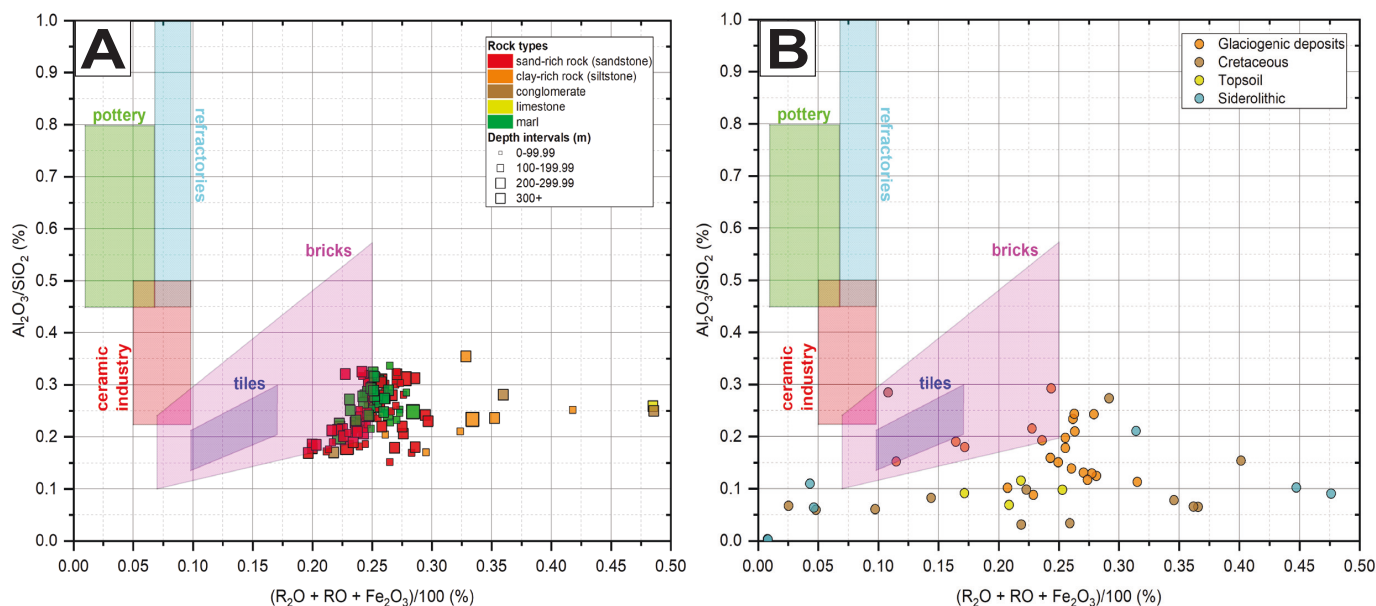 A
1.0
0.9
0.8
0.7
0.6
0.5
0.4
0.3
0.2
0.1
0.0
Al₂O₃/SiO₂ (%)
pottery
refractories
bricks
tiles
ceramic
industry
Rock types
sand-rich rock (sandstone)
clay-rich rock (siltstone)
conglomerate
limestone
marl
Depth intervals (m)
0-99.99
100-199.99
200-299.99
300+
0.00 0.05 0.10 0.15 0.20 0.25 0.30 0.35 0.40 0.45 0.50
(R₂O + RO + Fe₂O₃)/100 (%)
B
1.0
0.9
0.8
0.7
0.6
0.5
0.4
0.3
0.2
0.1
0.0
Al₂O₃/SiO₂ (%)
pottery
refractories
bricks
tiles
ceramic
industry
Glaciogenic deposits
Cretaceous
Topsoil
Siderolithic
0.00 0.05 0.10 0.15 0.20 0.25 0.30 0.35 0.40 0.45 0.50
(R₂O + RO + Fe₂O₃)/100 (%)